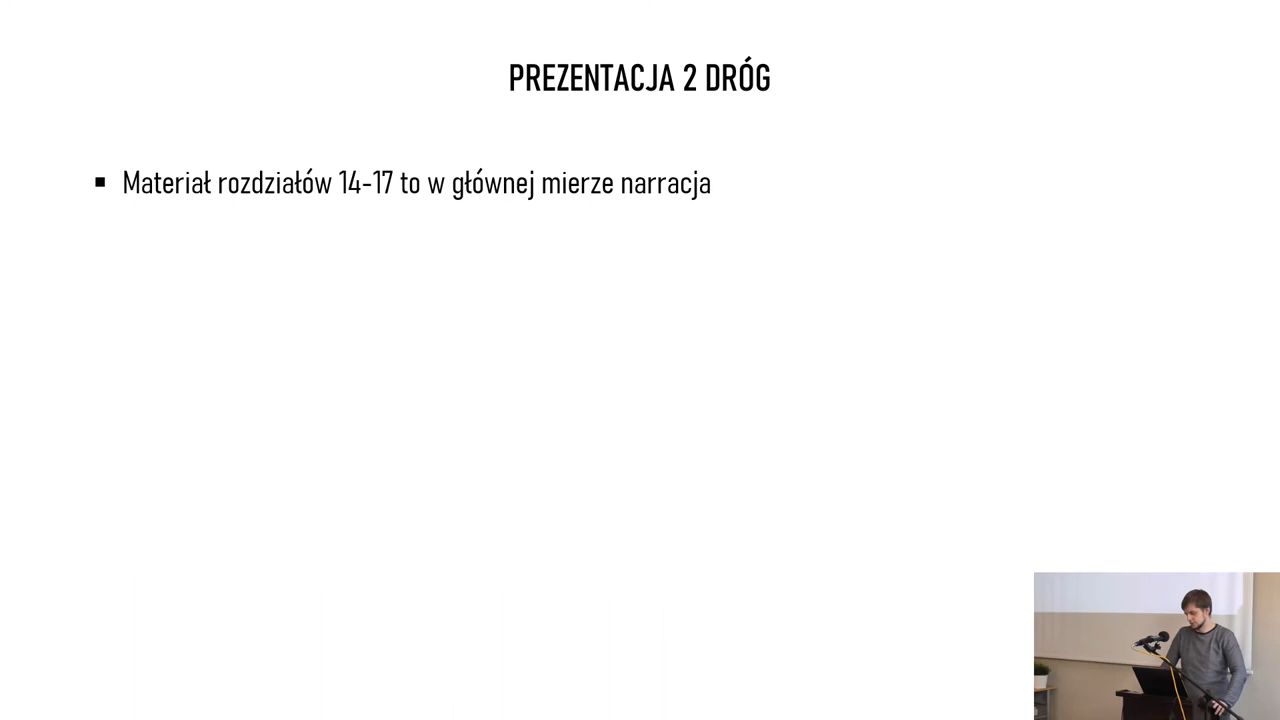 PREZENTACJA 2 DRÓG
▪ Materiał rozdziałów 14-17 to w głównej mierze narracja